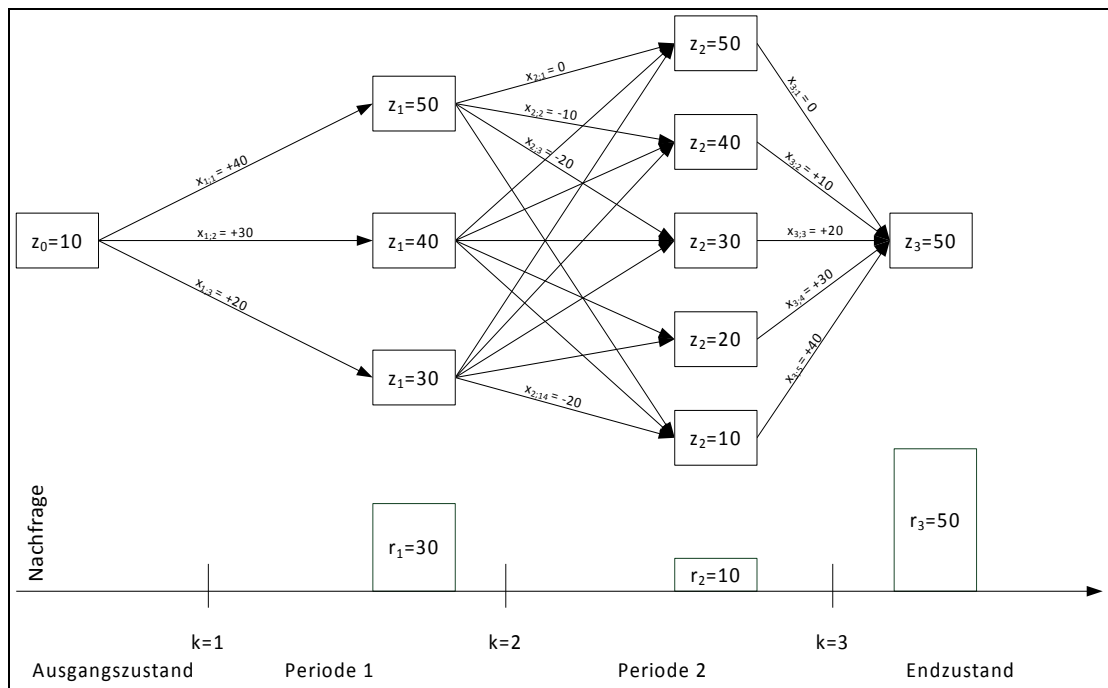 z₂=50
x₂;₁ = 0
x₃;₁ = 0
z₁=50
x₂;₂ = -10
z₂=40
x₁;₁ = +40
x₂;₃ = -20
x₃;₂ = +10
z₀=10
x₁;₂ = +30
z₁=40
z₂=30
x₃;₃ = +20
z₃=50
x₁;₃ = +20
x₃;₄ = +30
z₂=20
z₁=30
x₃;₅ = +40
x₂;₁₄ = -20
z₂=10
Nachfrage
r₁=30
r₂=10
r₃=50
k=1
k=2
k=3
Ausgangszustand
Periode 1
Periode 2
Endzustand